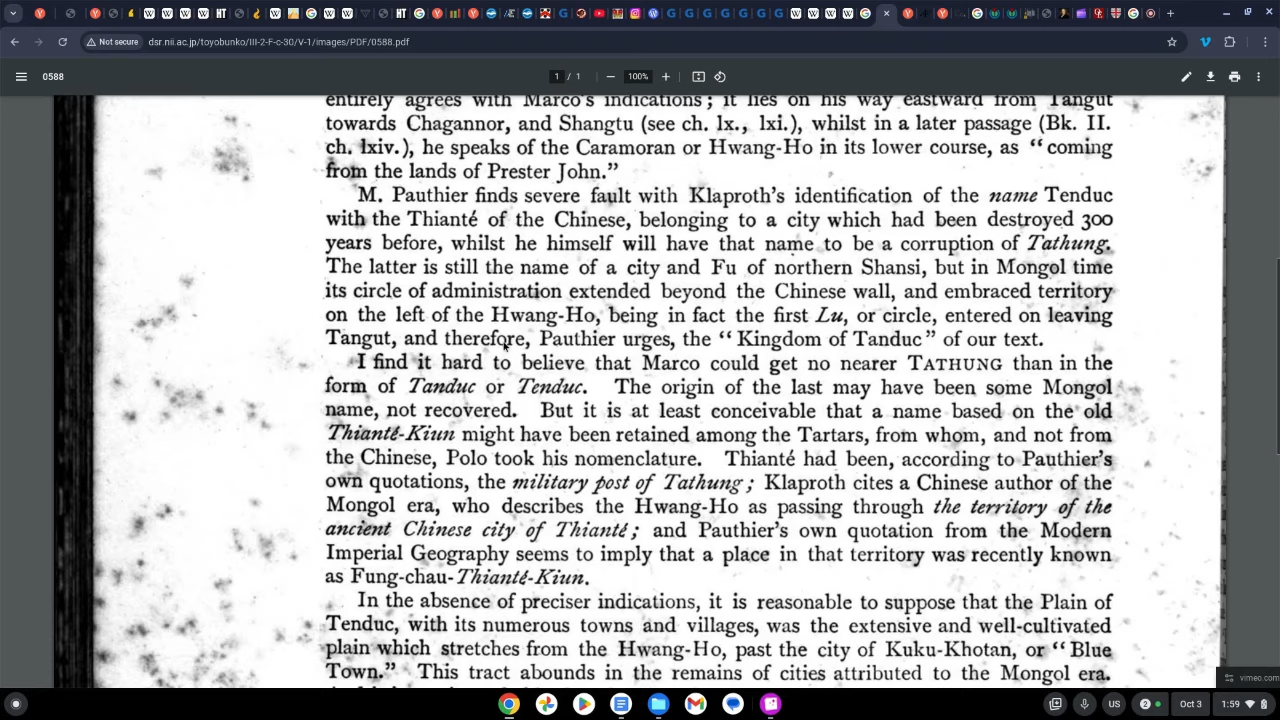 Not secure
dsr.nii.ac.jp/toyobunko/III-2-F-c-30/V-1/images/PDF/0588.pdf
0588
1 / 1
100%
entirely agrees with Marco's indications; it lies on his way eastward from Tangut
towards Chagannor, and Shangtu (see ch. lx., lxi.), whilst in a later passage (Bk. II.
ch. lxiv.), he speaks of the Caramoran or Hwang-Ho in its lower course, as “coming
from the lands of Prester John.”
M. Pauthier finds severe fault with Klaproth's identification of the name Tenduc
with the Thianté of the Chinese, belonging to a city which had been destroyed 300
years before, whilst he himself will have that name to be a corruption of Tathung.
The latter is still the name of a city and Fu of northern Shansi, but in Mongol time
its circle of administration extended beyond the Chinese wall, and embraced territory
on the left of the Hwang-Ho, being in fact the first Lu, or circle, entered on leaving
Tangut, and therefore, Pauthier urges, the “Kingdom of Tanduc” of our text.
I find it hard to believe that Marco could get no nearer TATHUNG than in the
form of Tanduc or Tenduc. The origin of the last may have been some Mongol
name, not recovered. But it is at least conceivable that a name based on the old
Thianté-Kiun might have been retained among the Tartars, from whom, and not from
the Chinese, Polo took his nomenclature. Thianté had been, according to Pauthier's
own quotations, the military post of Tathung; Klaproth cites a Chinese author of the
Mongol era, who describes the Hwang-Ho as passing through the territory of the
ancient Chinese city of Thianté; and Pauthier's own quotation from the Modern
Imperial Geography seems to imply that a place in that territory was recently known
as Fung-chau-Thianté-Kiun.
In the absence of preciser indications, it is reasonable to suppose that the Plain of
Tenduc, with its numerous towns and villages, was the extensive and well-cultivated
plain which stretches from the Hwang-Ho, past the city of Kuku-Khotan, or “Blue
Town.” This tract abounds in the remains of cities attributed to the Mongol era.
vimeo.com
US
2
Oct 3
1:59